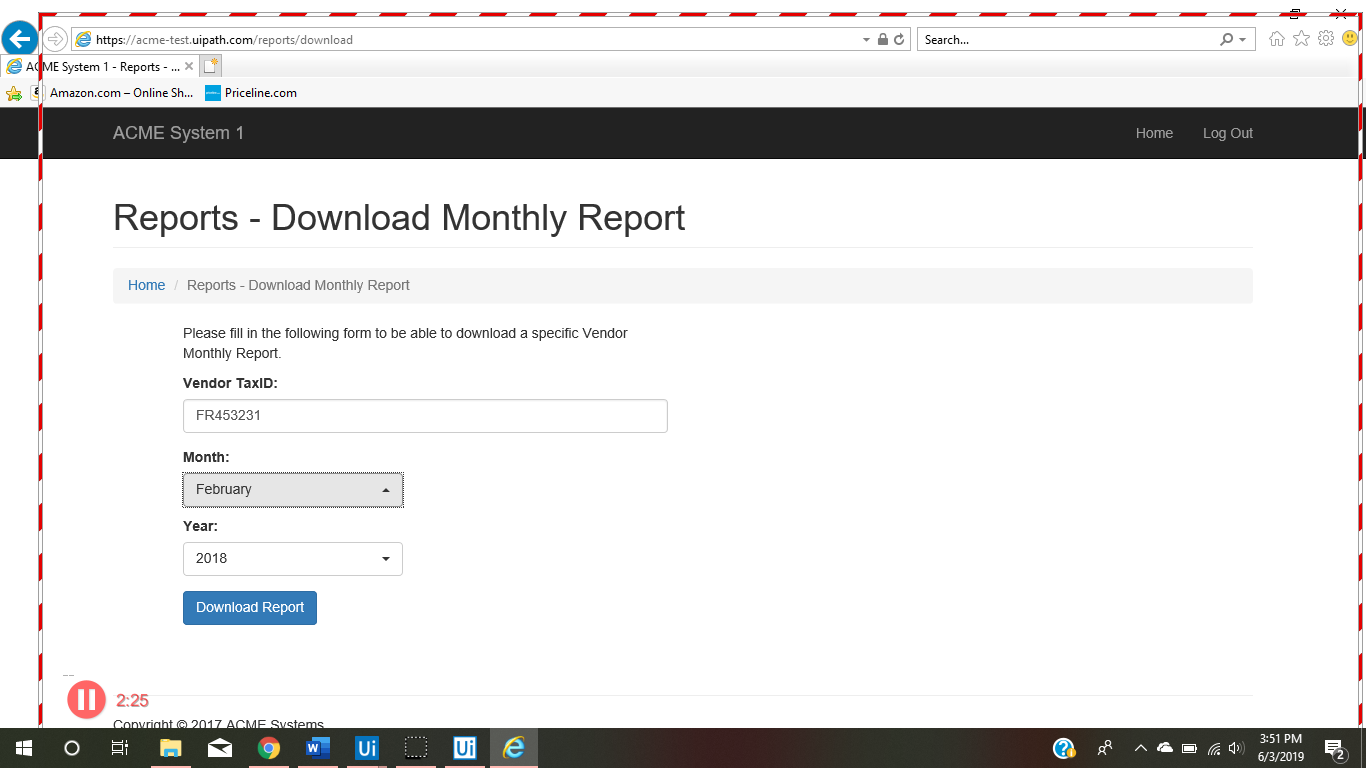 https://acme-test.uipath.com/reports/download
Search...
ACME System 1 - Reports - ...
Amazon.com – Online Sh...
Priceline.com
ACME System 1
Home
Log Out
Reports - Download Monthly Report
Home / Reports - Download Monthly Report
Please fill in the following form to be able to download a specific Vendor
Monthly Report.
Vendor TaxID:
FR453231
Month:
February
Year:
2018
Download Report
2:25
Copyright © 2017 ACME Systems
Ui
Ui
3:51 PM
6/3/2019
2